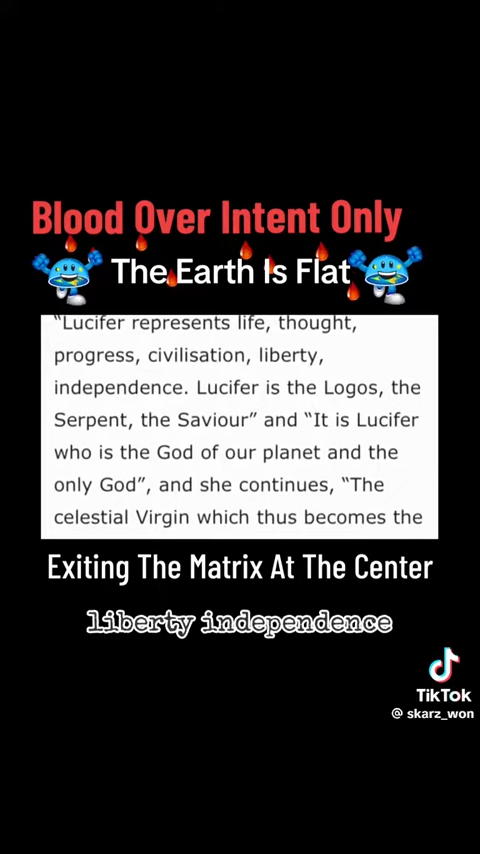 Blood Over Intent Only
The Earth Is Flat
"Lucifer represents life, thought,
progress, civilisation, liberty,
independence. Lucifer is the Logos, the
Serpent, the Saviour" and "It is Lucifer
who is the God of our planet and the
only God", and she continues, "The
celestial Virgin which thus becomes the
Exiting The Matrix At The Center
liberty independence
TikTok
@ skarz_won